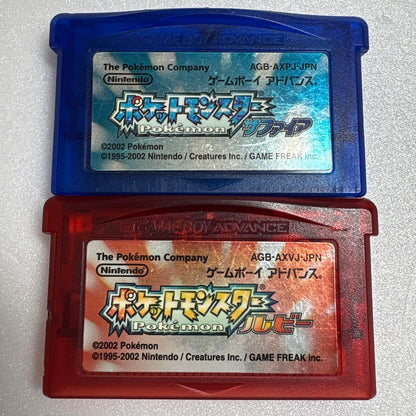 GAME BOY ADVANCE
The Pokémon Company AGB-AXPJ-JPN
Nintendo ゲームボーイ アドバンス®
ポケットモンスター
Pokémon サファイア
©2002 Pokémon
©1995-2002 Nintendo / Creatures inc. / GAME FREAK inc.
GAME BOY ADVANCE
The Pokémon Company AGB-AXVJ-JPN
Nintendo ゲームボーイ アドバンス®
ポケットモンスター
Pokémon ルビー
©2002 Pokémon
©1995-2002 Nintendo / Creatures inc. / GAME FREAK inc.